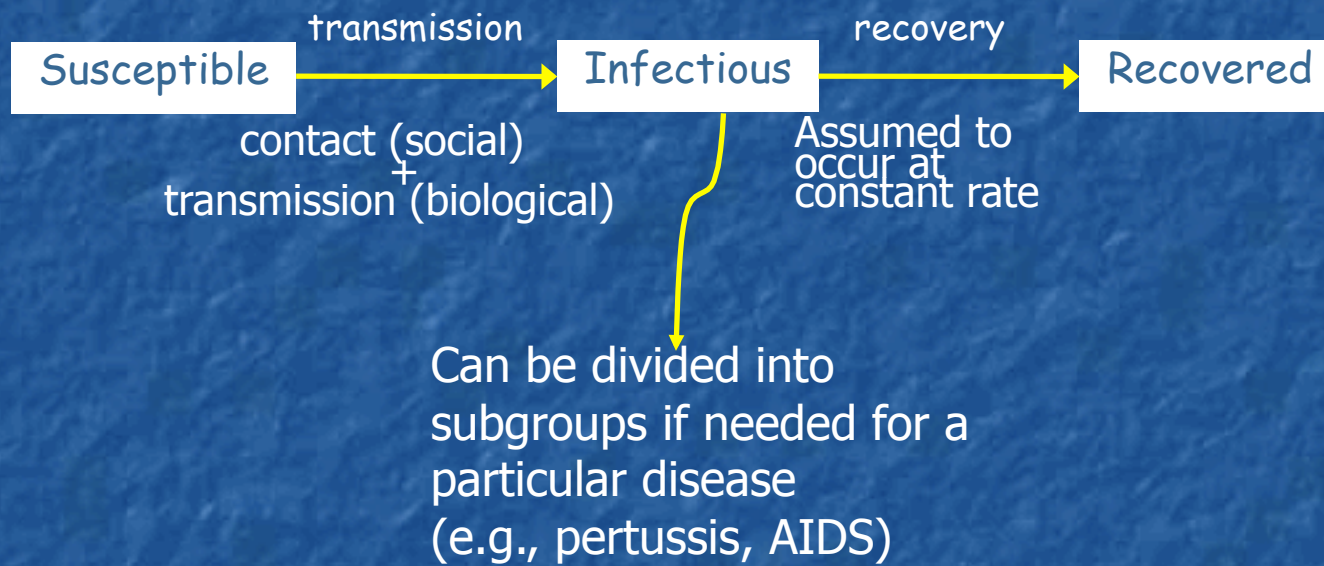 transmission
recovery
Susceptible
Infectious
Recovered
contact (social)
+
transmission (biological)
Assumed to
occur at
constant rate
Can be divided into
subgroups if needed for a
particular disease
(e.g., pertussis, AIDS)